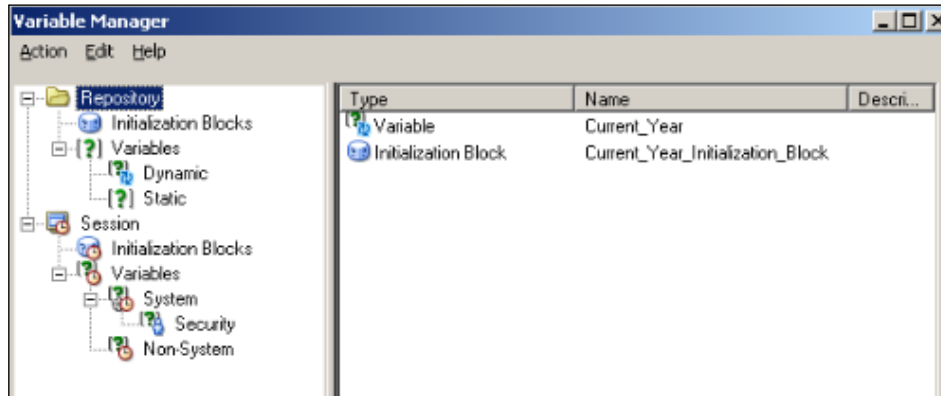 Variable Manager
Action Edit Help
Repository
Initialization Blocks
Variables
Dynamic
Static
Session
Initialization Blocks
Variables
System
Security
Non-System
Type Name Descri...
Variable Current_Year
Initialization Block Current_Year_Initialization_Block